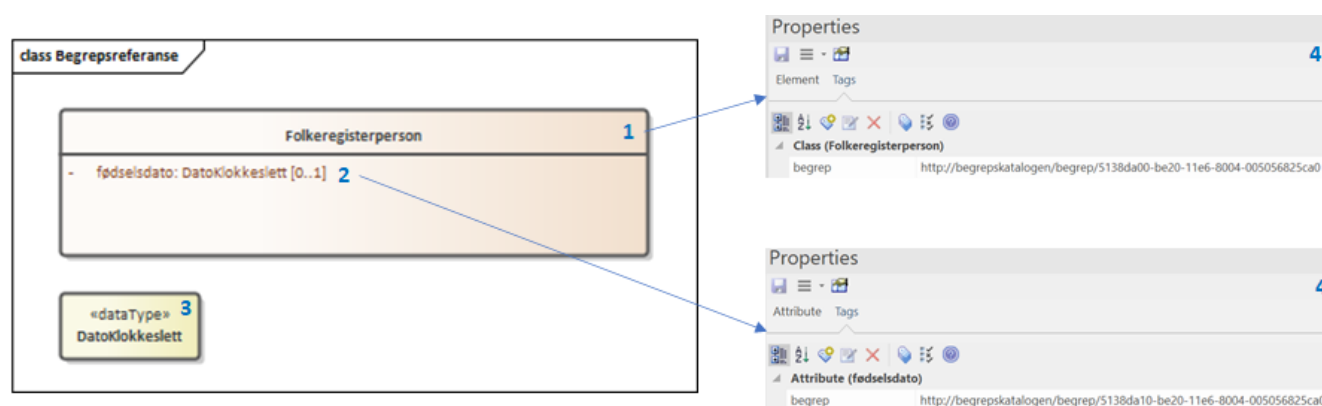 class Begrepsreferanse
Folkeregisterperson 1
- fødselsdato: DatoKlokkeslett [0..1] 2
«dataType» 3
DatoKlokkeslett
Properties
4
Element Tags
Class (Folkeregisterperson)
begrep http://begrepskatalogen/begrep/5138da00-be20-11e6-8004-005056825ca0
Properties
4
Attribute Tags
Attribute (fødselsdato)
begrep http://begrepskatalogen/begrep/5138da10-be20-11e6-8004-005056825ca0